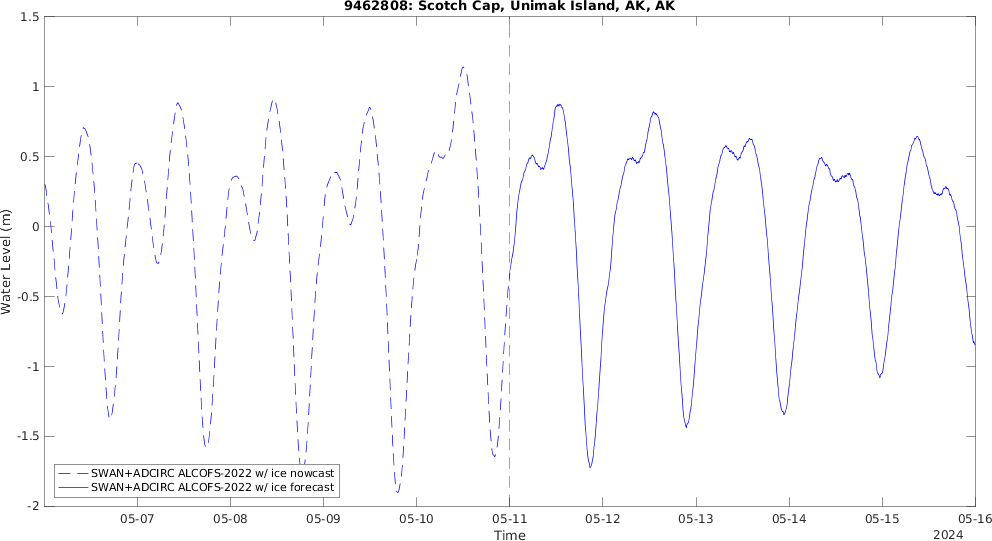 9462808: Scotch Cap, Unimak Island, AK, AK
1.5
1
0.5
0
-0.5
-1
-1.5
-2
Water Level (m)
SWAN+ADCIRC ALCOFS-2022 w/ ice nowcast
SWAN+ADCIRC ALCOFS-2022 w/ ice forecast
05-07 05-08 05-09 05-10 05-11 05-12 05-13 05-14 05-15 05-16
Time
2024